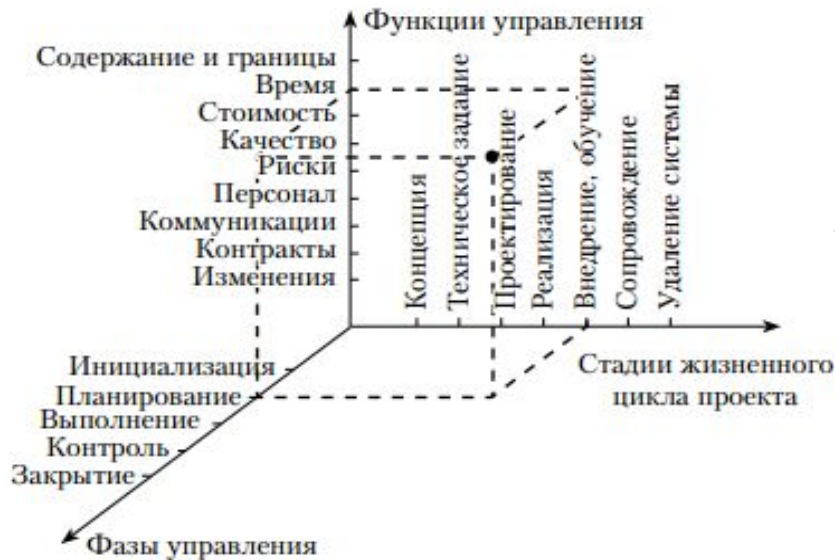 Функции управления
Содержание и границы
Время
Стоимость
Качество
Риски
Персонал
Коммуникации
Контракты
Изменения
Концепция
Техническое задание
Проектирование
Реализация
Внедрение, обучение
Сопровождение
Удаление системы
Стадии жизненного
цикла проекта
Инициализация
Планирование
Выполнение
Контроль
Закрытие
Фазы управления